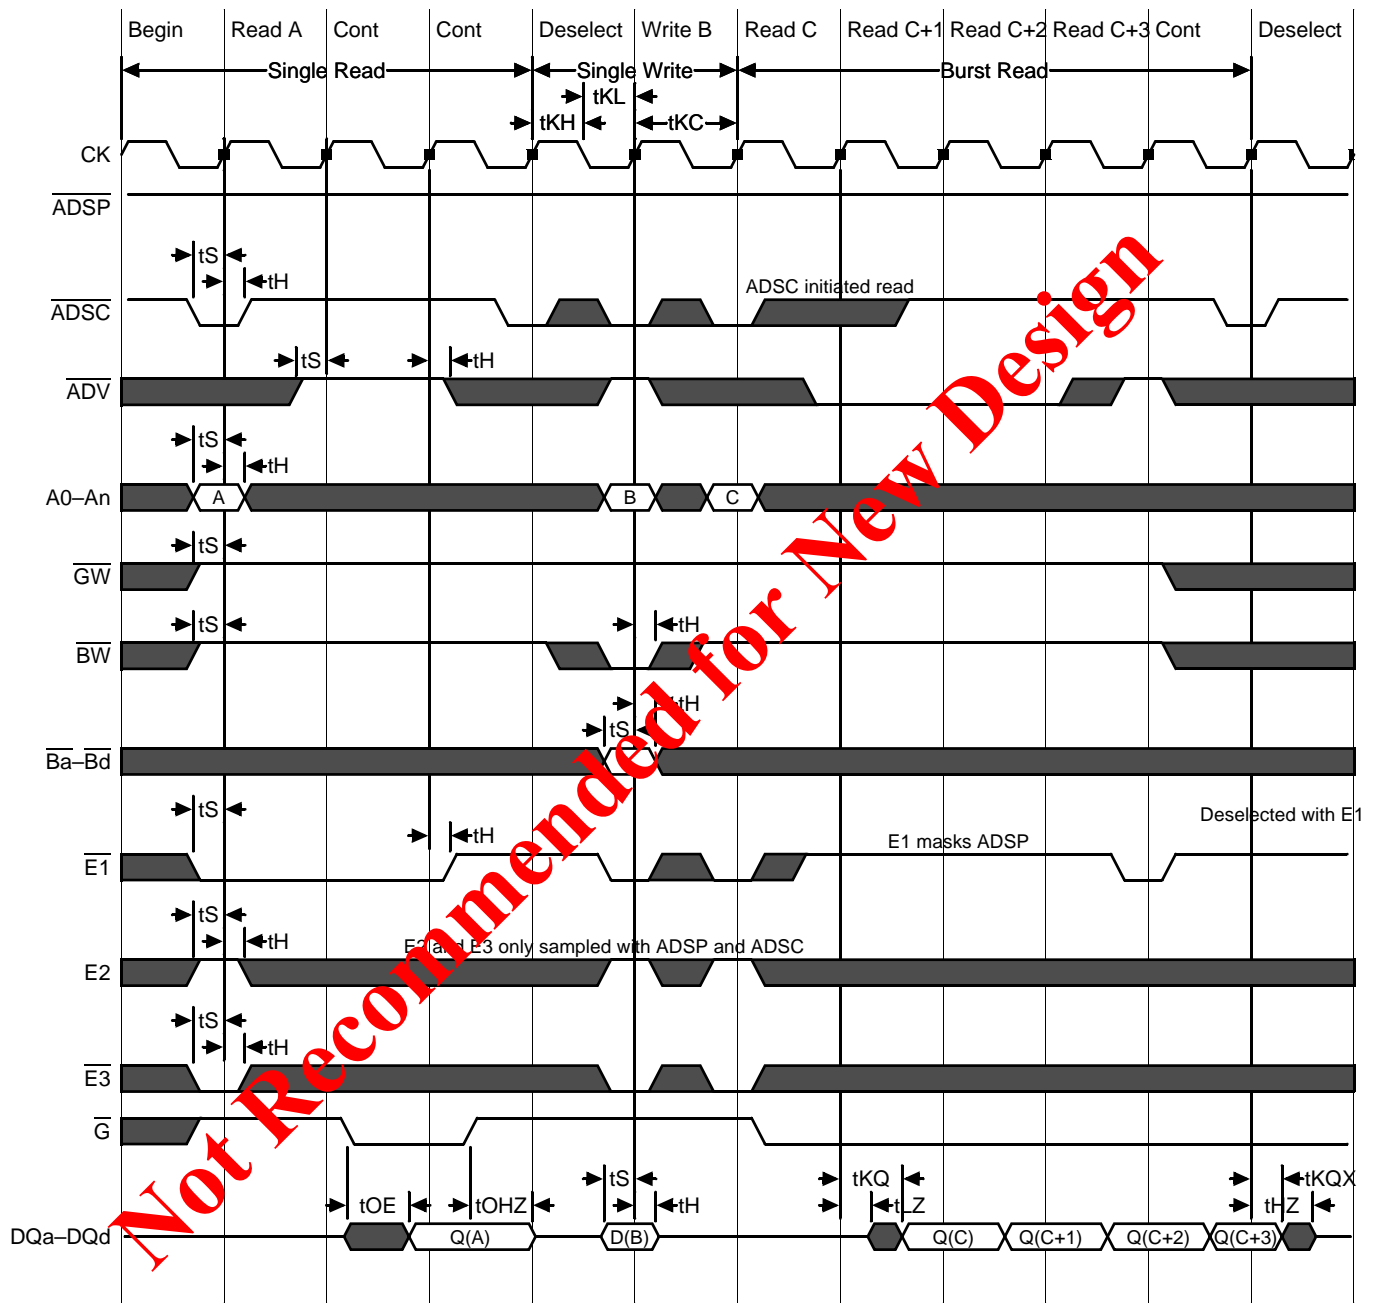 Begin Read A Cont Cont Deselect Write B Read C Read C+1 Read C+2 Read C+3 Cont Deselect
Single Read Single Write Burst Read
tKL
tKH tKC
CK
ADSP
tS
tH
ADSC initiated read
ADSC
tS tH
ADV
tS
tH
A0–An A B C
tS
GW
tS tH
BW
tH
tS
Ba–Bd
tS
Deselected with E1
tH
E1 masks ADSP
E1
tS
tH
E2 and E3 only sampled with ADSP and ADSC
E2
tS
tH
E3
G
tS tKQ tKQX
tOE tOHZ tH tLZ tHZ
DQa–DQd Q(A) D(B) Q(C) Q(C+1) Q(C+2) Q(C+3)
Not Recommended for New Design